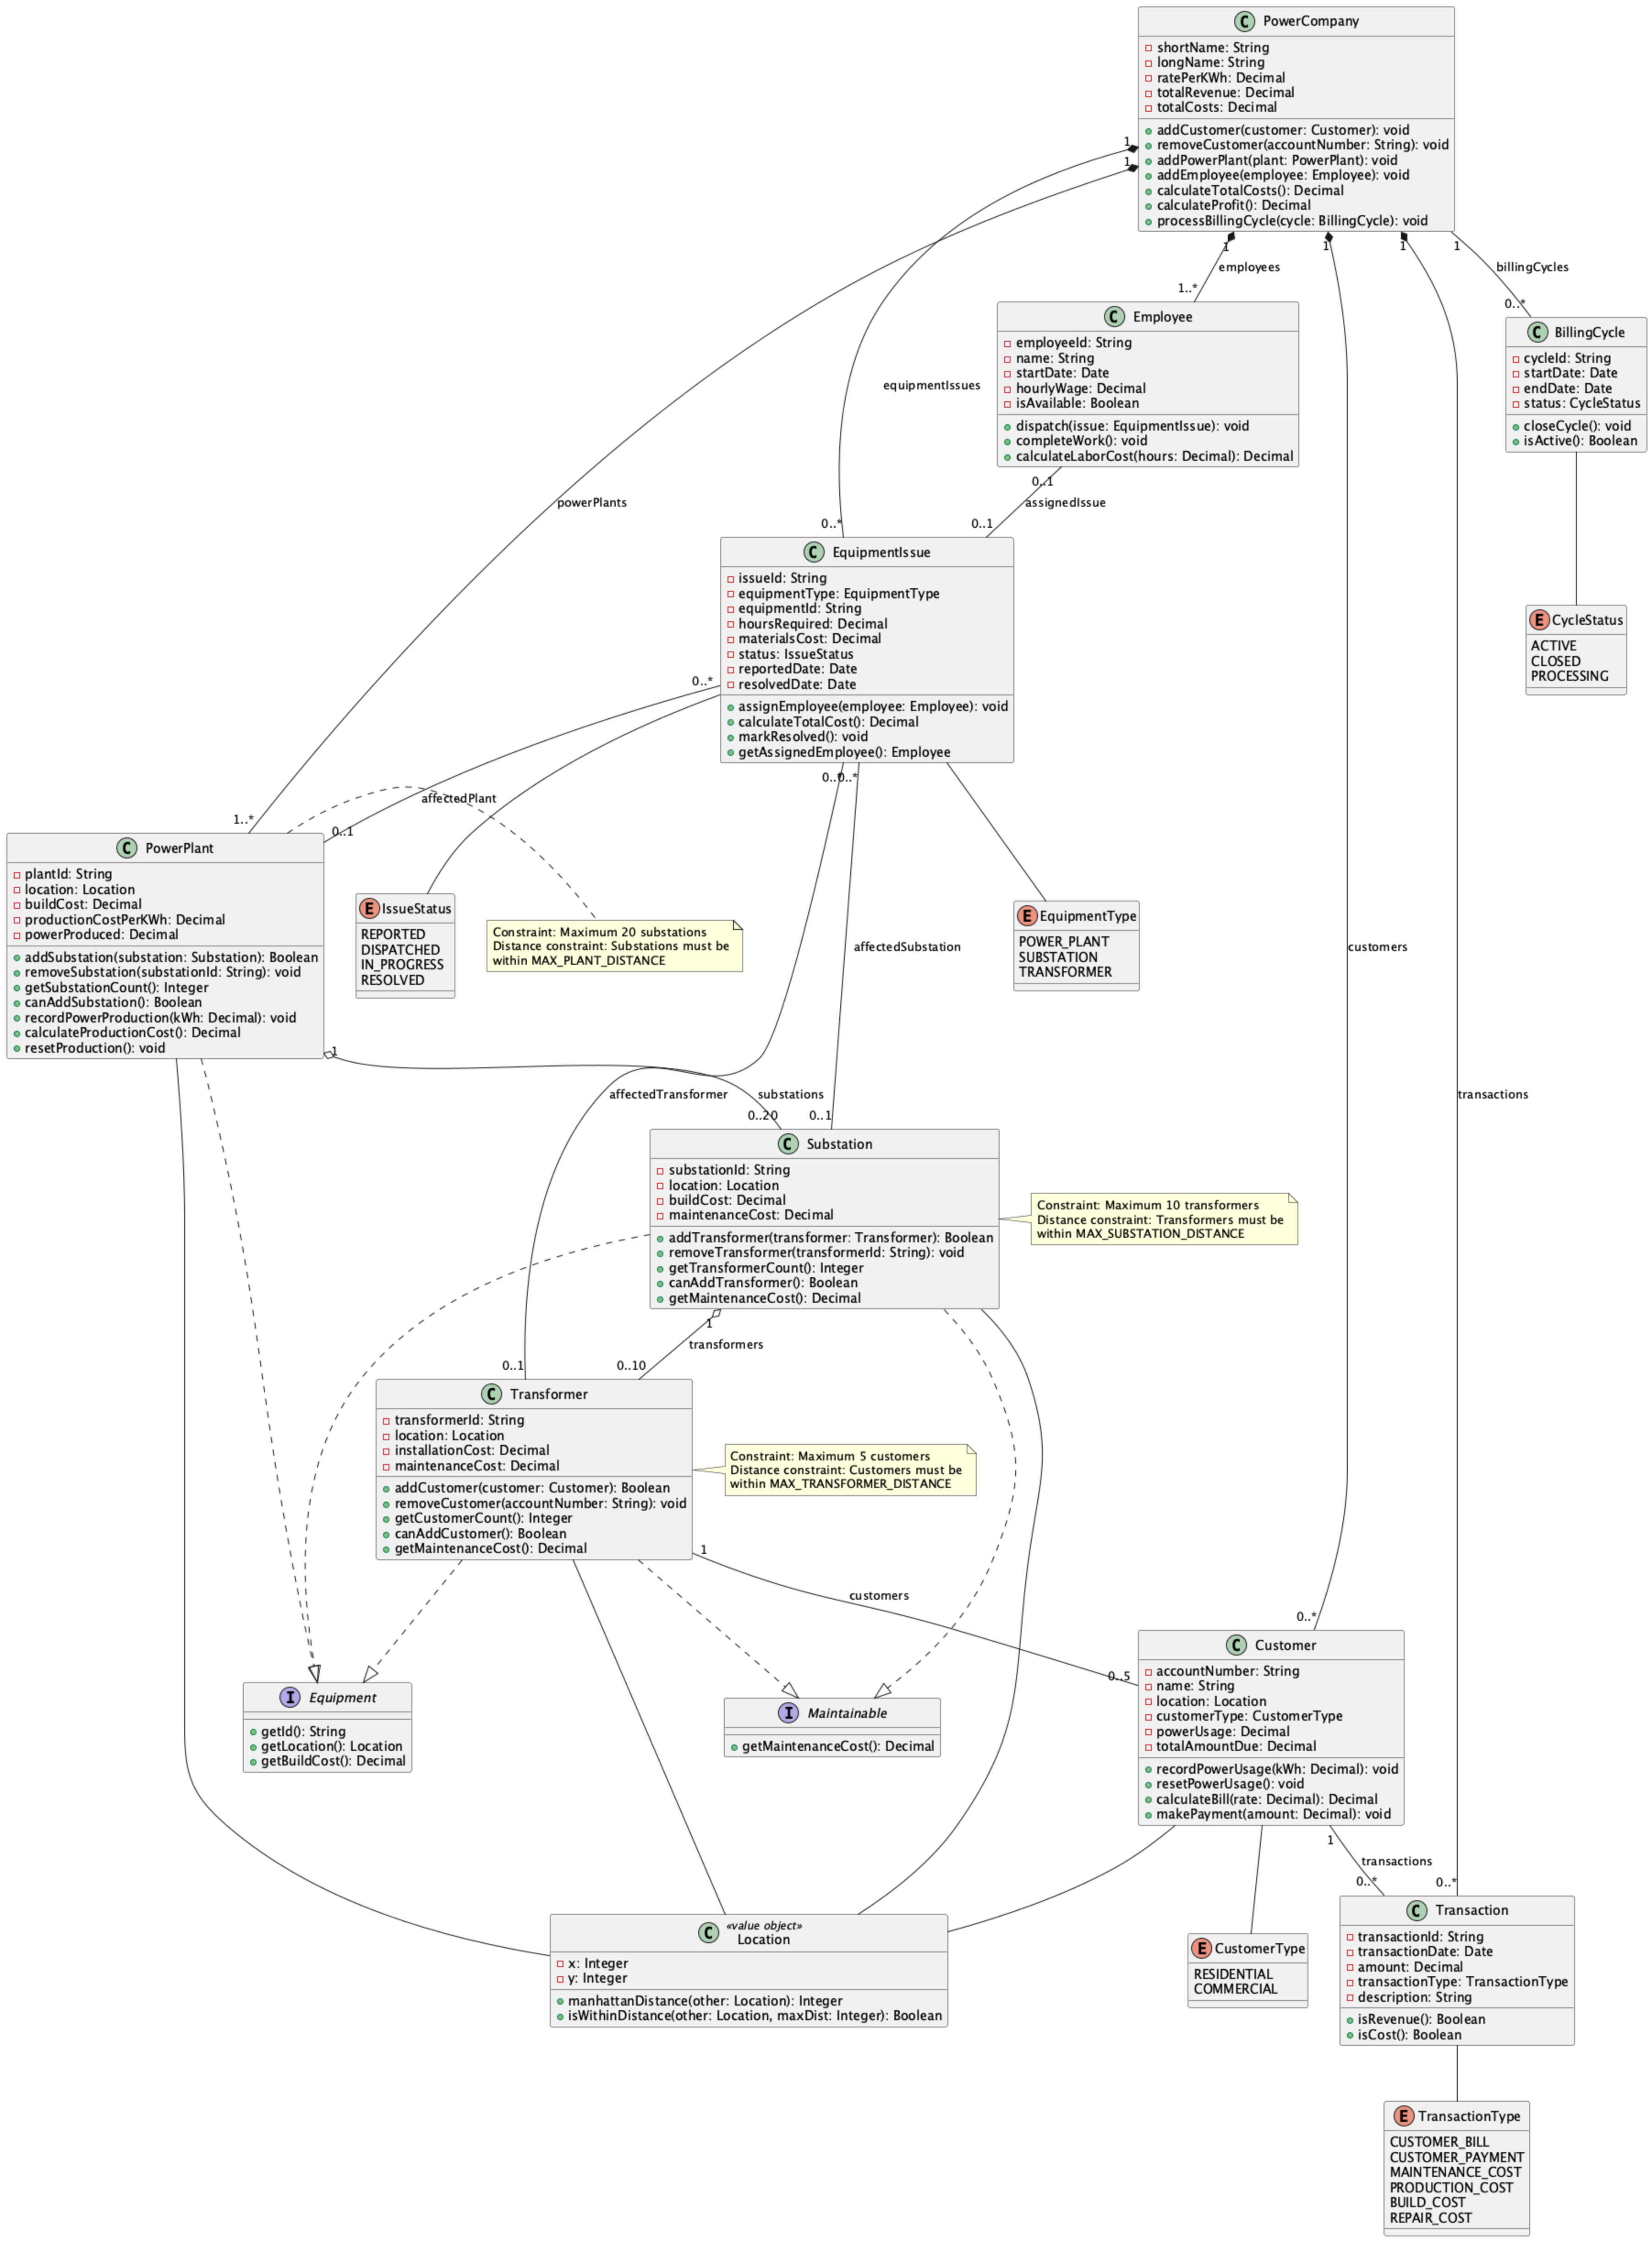 C PowerCompany
shortName: String
longName: String
ratePerKWh: Decimal
totalRevenue: Decimal
totalCosts: Decimal
addCustomer(customer: Customer): void
removeCustomer(accountNumber: String): void
addPowerPlant(plant: PowerPlant): void
addEmployee(employee: Employee): void
calculateTotalCosts(): Decimal
calculateProfit(): Decimal
processBillingCycle(cycle: BillingCycle): void
1
1
1
1
1
1
employees
billingCycles
1..*
0..*
C Employee
employeeId: String
name: String
startDate: Date
hourlyWage: Decimal
isAvailable: Boolean
dispatch(issue: EquipmentIssue): void
completeWork(): void
calculateLaborCost(hours: Decimal): Decimal
C BillingCycle
cycleId: String
startDate: Date
endDate: Date
status: CycleStatus
closeCycle(): void
isActive(): Boolean
equipmentIssues
powerPlants
0..1
assignedIssue
0..*
0..1
C EquipmentIssue
issueId: String
equipmentType: EquipmentType
equipmentId: String
hoursRequired: Decimal
materialsCost: Decimal
status: IssueStatus
reportedDate: Date
resolvedDate: Date
assignEmployee(employee: Employee): void
calculateTotalCost(): Decimal
markResolved(): void
getAssignedEmployee(): Employee
E CycleStatus
ACTIVE
CLOSED
PROCESSING
0..*
0..0..*
affectedPlant
1..*
0..1
C PowerPlant
plantId: String
location: Location
buildCost: Decimal
productionCostPerKWh: Decimal
powerProduced: Decimal
addSubstation(substation: Substation): Boolean
removeSubstation(substationId: String): void
getSubstationCount(): Integer
canAddSubstation(): Boolean
recordPowerProduction(kWh: Decimal): void
calculateProductionCost(): Decimal
resetProduction(): void
E IssueStatus
REPORTED
DISPATCHED
IN_PROGRESS
RESOLVED
Constraint: Maximum 20 substations
Distance constraint: Substations must be
within MAX_PLANT_DISTANCE
affectedSubstation
E EquipmentType
POWER_PLANT
SUBSTATION
TRANSFORMER
customers
1
affectedTransformer
substations
transactions
0..20
0..1
C Substation
substationId: String
location: Location
buildCost: Decimal
maintenanceCost: Decimal
addTransformer(transformer: Transformer): Boolean
removeTransformer(transformerId: String): void
getTransformerCount(): Integer
canAddTransformer(): Boolean
getMaintenanceCost(): Decimal
Constraint: Maximum 10 transformers
Distance constraint: Transformers must be
within MAX_SUBSTATION_DISTANCE
1
transformers
0..1
0..10
C Transformer
transformerId: String
location: Location
installationCost: Decimal
maintenanceCost: Decimal
addCustomer(customer: Customer): Boolean
removeCustomer(accountNumber: String): void
getCustomerCount(): Integer
canAddCustomer(): Boolean
getMaintenanceCost(): Decimal
Constraint: Maximum 5 customers
Distance constraint: Customers must be
within MAX_TRANSFORMER_DISTANCE
1
customers
0..*
0..5
C Customer
accountNumber: String
name: String
location: Location
customerType: CustomerType
powerUsage: Decimal
totalAmountDue: Decimal
recordPowerUsage(kWh: Decimal): void
resetPowerUsage(): void
calculateBill(rate: Decimal): Decimal
makePayment(amount: Decimal): void
I Equipment
getId(): String
getLocation(): Location
getBuildCost(): Decimal
I Maintainable
getMaintenanceCost(): Decimal
1
transactions
0..*
0..*
C «value object»
Location
x: Integer
y: Integer
manhattanDistance(other: Location): Integer
isWithinDistance(other: Location, maxDist: Integer): Boolean
E CustomerType
RESIDENTIAL
COMMERCIAL
C Transaction
transactionId: String
transactionDate: Date
amount: Decimal
transactionType: TransactionType
description: String
isRevenue(): Boolean
isCost(): Boolean
E TransactionType
CUSTOMER_BILL
CUSTOMER_PAYMENT
MAINTENANCE_COST
PRODUCTION_COST
BUILD_COST
REPAIR_COST